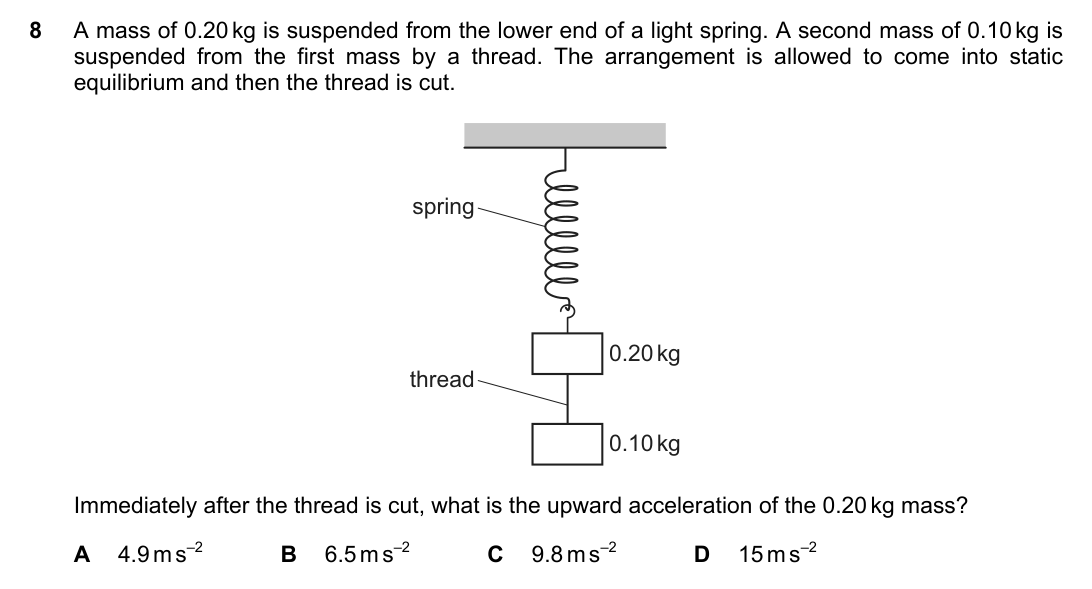 8 A mass of 0.20 kg is suspended from the lower end of a light spring. A second mass of 0.10 kg is
suspended from the first mass by a thread. The arrangement is allowed to come into static
equilibrium and then the thread is cut.
spring
0.20 kg
thread
0.10 kg
Immediately after the thread is cut, what is the upward acceleration of the 0.20 kg mass?
A 4.9 m s⁻² B 6.5 m s⁻² C 9.8 m s⁻² D 15 m s⁻²